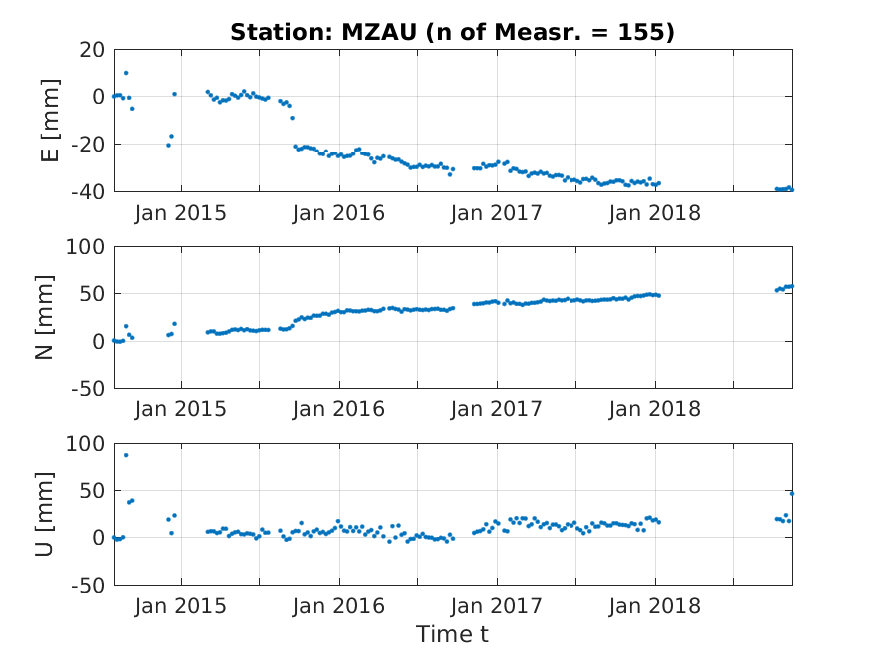 Station: MZAU (n of Measr. = 155)
20
0
-20
-40
E [mm]
Jan 2015 Jan 2016 Jan 2017 Jan 2018
100
50
0
-50
N [mm]
Jan 2015 Jan 2016 Jan 2017 Jan 2018
100
50
0
-50
U [mm]
Jan 2015 Jan 2016 Jan 2017 Jan 2018
Time t